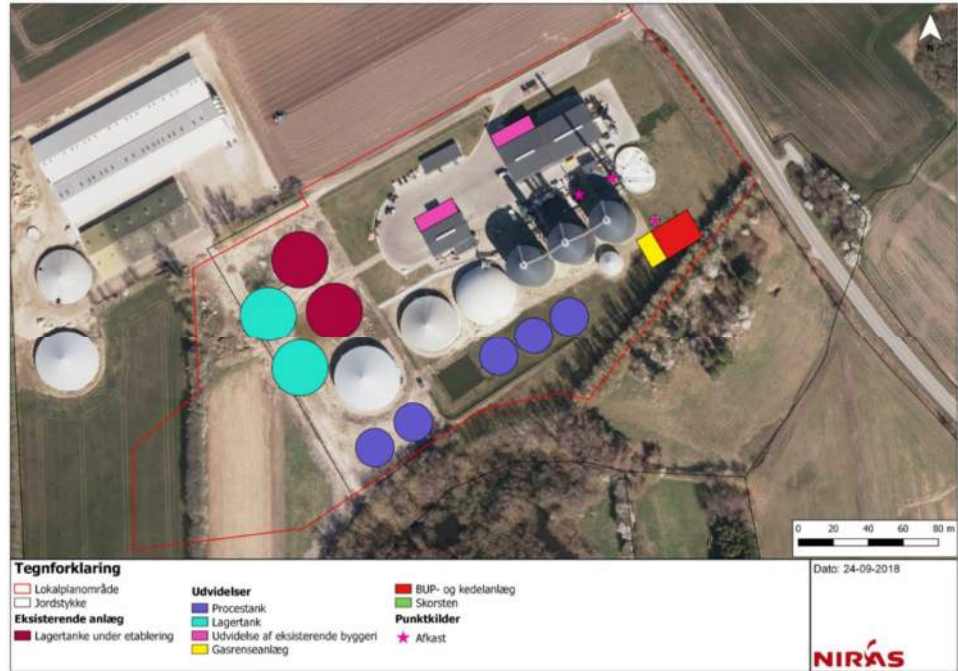 N
0 20 40 60 80 m
Tegnforklaring
Lokalplanområde
Jordstykke
Eksisterende anlæg
Lagertanke under etablering
Udvidelser
Procestank
Lagertank
Udvidelse af eksisterende byggeri
Gasrenseanlæg
BUP- og kedelanlæg
Skorsten
Punktkilder
Afkast
Dato: 24-09-2018
NIRAS